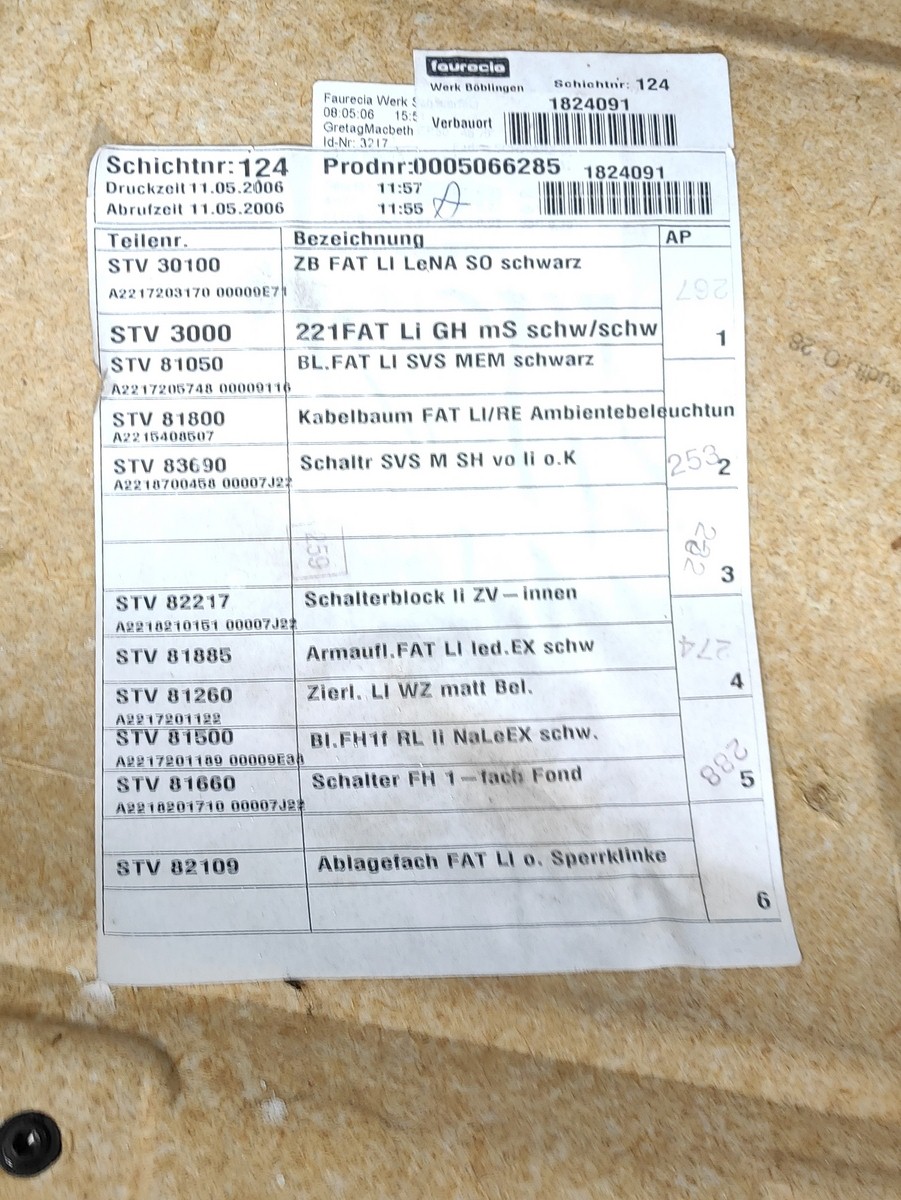 faurecia
Werk Böblingen Schichtnr: 124
1824091
Verbauort
Faurecia Werk
08:05:06 15:5
GretagMacbeth
Id-Nr: 3217
Schichtnr: 124 Prodnr:0005066285 1824091
Druckzeit 11.05.2006 11:57
Abrufzeit 11.05.2006 11:55
Teilenr. Bezeichnung AP
STV 30100 ZB FAT LI LeNA SO schwarz
A2217203170 00009E71
267
STV 3000 221FAT Li GH mS schw/schw 1
STV 81050 BL.FAT LI SVS MEM schwarz
A2217205748 00009116
STV 81800 Kabelbaum FAT LI/RE Ambientebeleuchtun
A2215408507
STV 83690 Schaltr SVS M SH vo li o.K 253 2
A2218700458 00007J22
259
292
3
STV 82217 Schalterblock li ZV-innen
A2218210151 00007J22
STV 81885 Armaufl.FAT LI led.EX schw 274
4
STV 81260 Zierl. LI WZ matt Bel.
A2217201122
STV 81500 Bl.FH1f RL li NaLeEX schw.
A2217201189 00009E38
288
STV 81660 Schalter FH 1-fach Fond 5
A2218201710 00007J22
STV 82109 Ablagefach FAT LI o. Sperrklinke
6